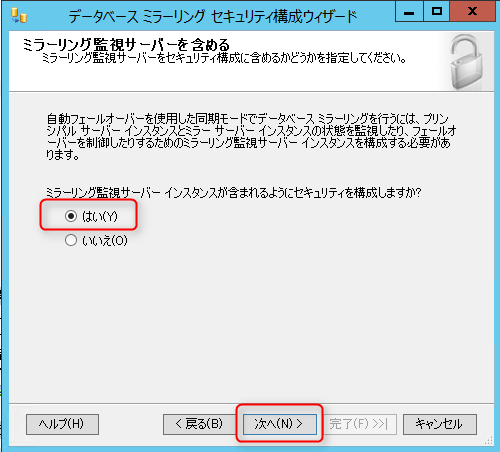 データベース ミラーリング セキュリティ構成ウィザード
ミラーリング監視サーバーを含める
ミラーリング監視サーバーをセキュリティ構成に含めるかどうかを指定してください。
自動フェールオーバーを使用した同期モードでデータベース ミラーリングを行うには、プリン
シパル サーバー インスタンスとミラー サーバー インスタンスの状態を監視したり、フェールオ
ーバーを制御したりするためのミラーリング監視サーバー インスタンスを構成する必要があ
ります。
ミラーリング監視サーバー インスタンスが含まれるようにセキュリティを構成しますか?
はい(Y)
いいえ(O)
ヘルプ(H) < 戻る(B) 次へ(N) > 完了(F) >>| キャンセル